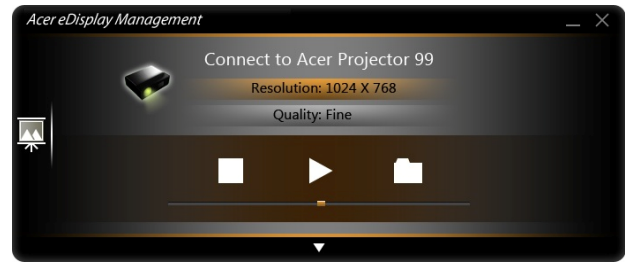 Acer eDisplay Management
Connect to Acer Projector 99
Resolution: 1024 X 768
Quality: Fine